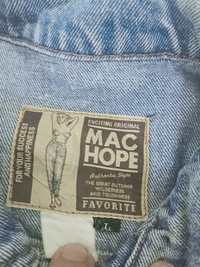 EXCITING ORIGINAL
MAC
HOPE
Authentic Style
THE GREAT OUTDOOR
WILDERNESS
AND TOUGHNESS
FAVORITE
FOR YOUR SUCCESS
AND HAPPINESS
L